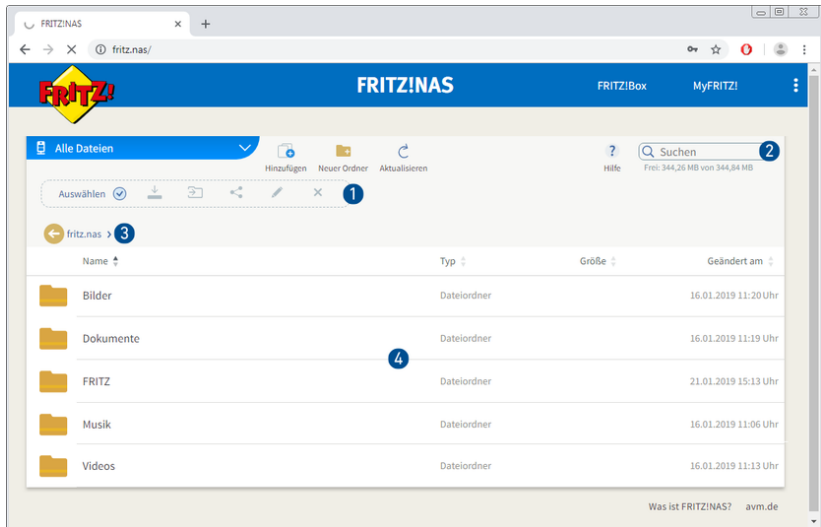 FRITZ!NAS
fritz.nas/
FRITZ!
FRITZ!NAS
FRITZ!Box
MyFRITZ!
Alle Dateien
Hinzufügen
Neuer Ordner
Aktualisieren
Hilfe
Suchen
2
Frei: 344,26 MB von 344,84 MB
Auswählen
1
fritz.nas
3
Name Typ Größe Geändert am
Bilder Dateiordner 16.01.2019 11:20 Uhr
Dokumente Dateiordner 16.01.2019 11:19 Uhr
4
FRITZ Dateiordner 21.01.2019 15:13 Uhr
Musik Dateiordner 16.01.2019 11:06 Uhr
Videos Dateiordner 16.01.2019 11:13 Uhr
Was ist FRITZ!NAS? avm.de